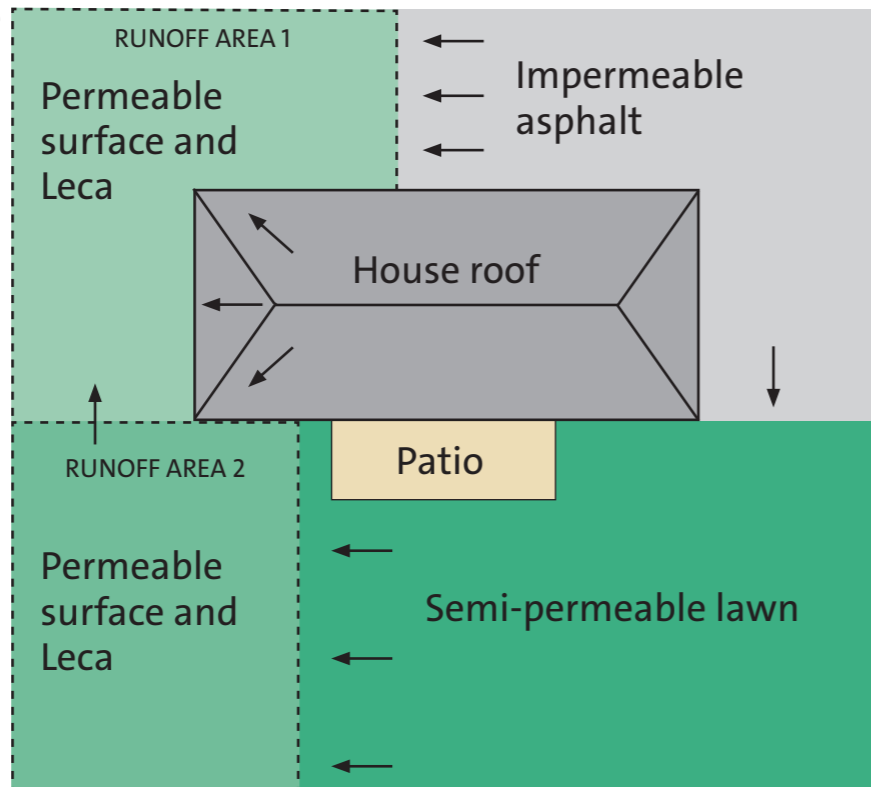 RUNOFF AREA 1
Permeable
surface and
Leca
Impermeable
asphalt
House roof
Patio
RUNOFF AREA 2
Permeable
surface and
Leca
Semi-permeable lawn